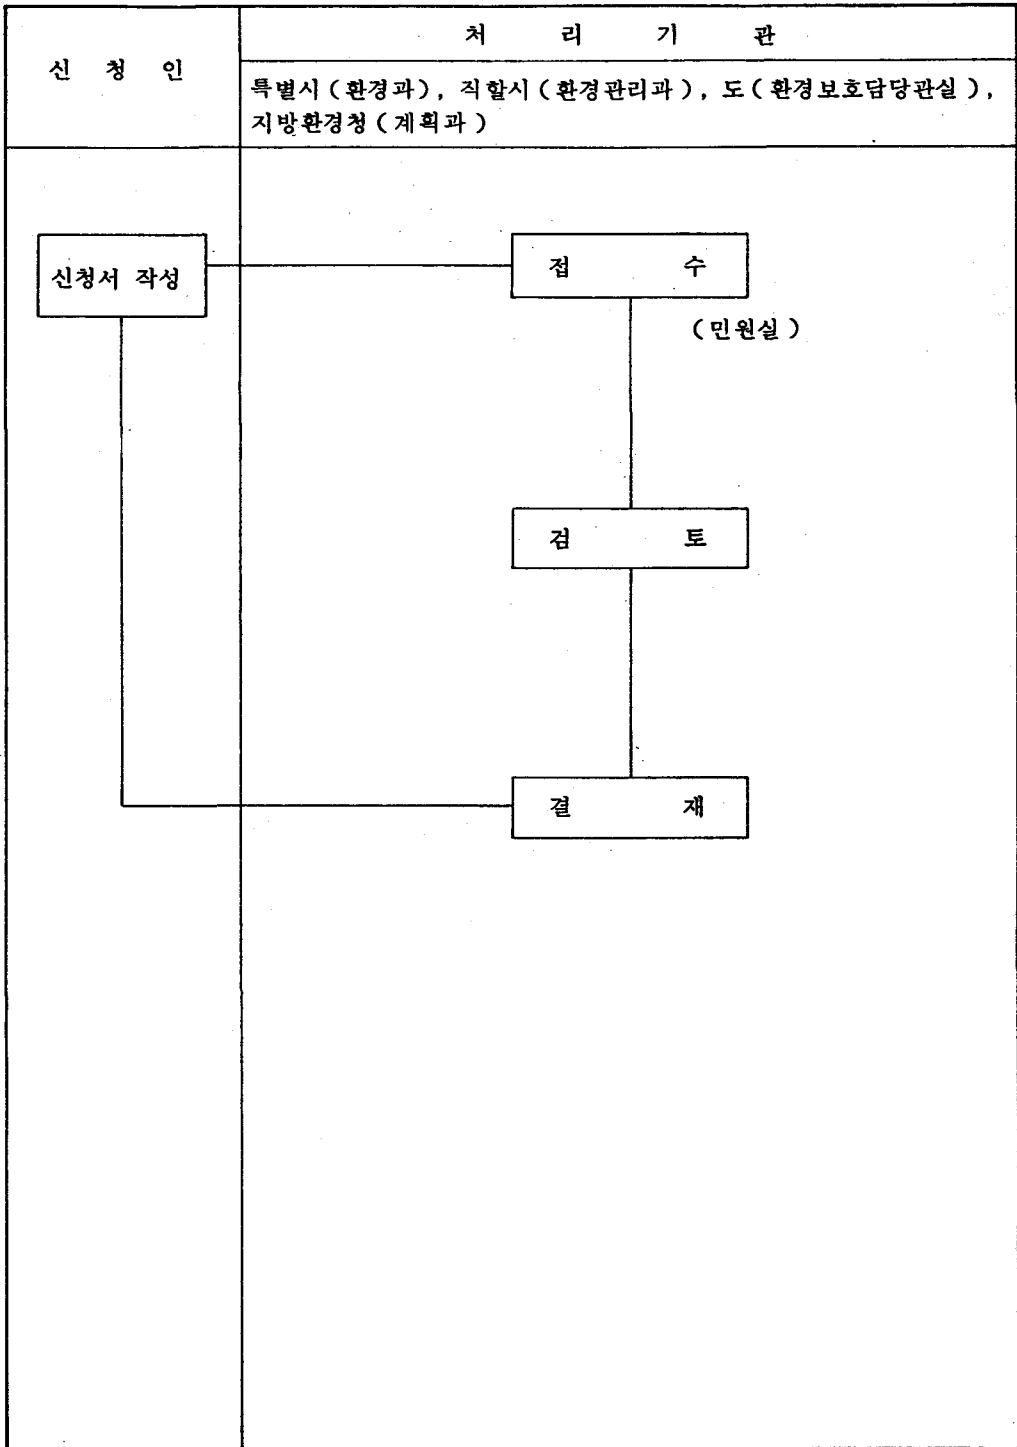 처 리 기 관
신 청 인
특별시 (환경과), 직할시 (환경관리과), 도 (환경보호담당관실),
지방환경청 (계획과)
신청서 작성
접 수
(민원실)
검 토
결 재